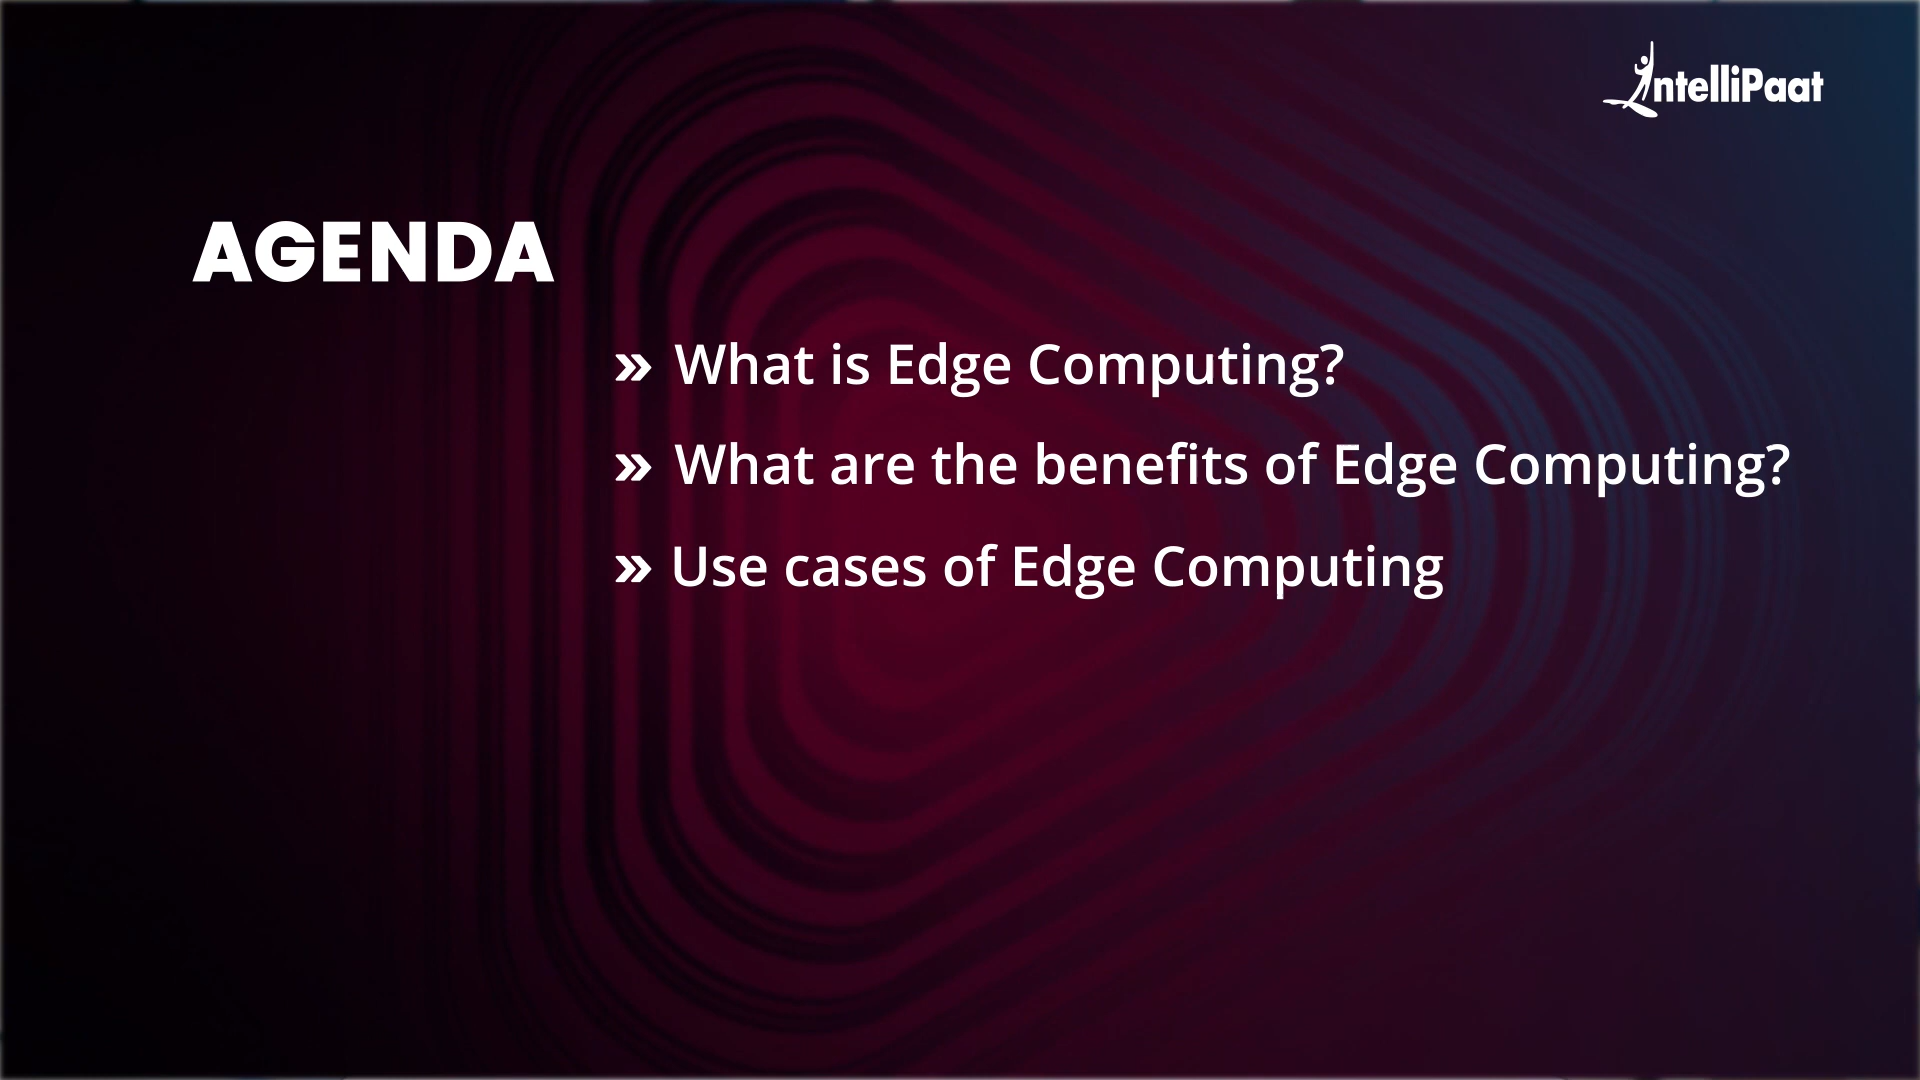 IntelliPaat
AGENDA
» What is Edge Computing?
» What are the benefits of Edge Computing?
» Use cases of Edge Computing